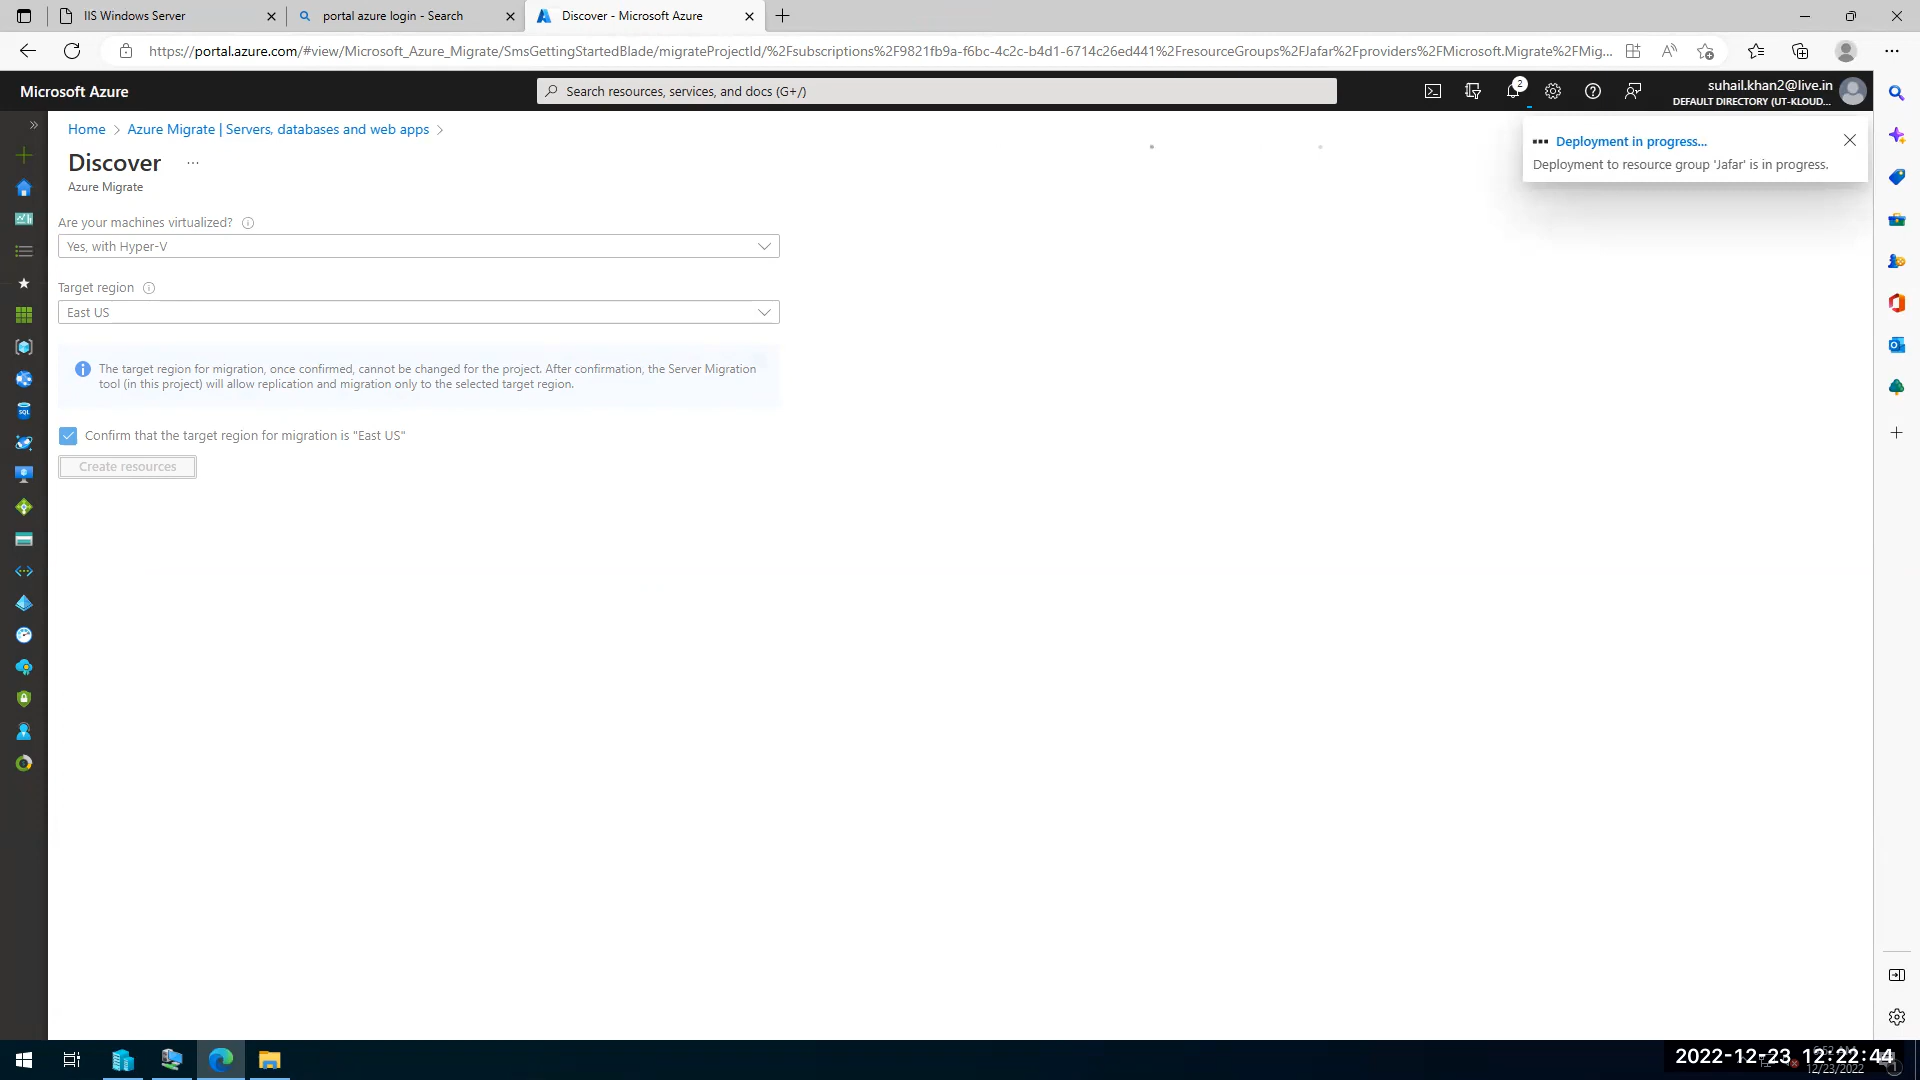 IIS Windows Server
portal azure login - Search
Discover - Microsoft Azure
https://portal.azure.com/#view/Microsoft_Azure_Migrate/SmsGettingStartedBlade/migrateProjectId/%2Fsubscriptions%2F9821fb9a-f6bc-4c2c-b4d1-6714c26ed441%2FresourceGroups%2FJafar%2Fproviders%2FMicrosoft.Migrate%2FMig...
Microsoft Azure
Search resources, services, and docs (G+/)
2
suhail.khan2@live.in
DEFAULT DIRECTORY (UT-KLOUD...
Home > Azure Migrate | Servers, databases and web apps >
Deployment in progress...
Deployment to resource group 'Jafar' is in progress.
Discover ...
Azure Migrate
Are your machines virtualized?
Yes, with Hyper-V
Target region
East US
The target region for migration, once confirmed, cannot be changed for the project. After confirmation, the Server Migration
tool (in this project) will allow replication and migration only to the selected target region.
Confirm that the target region for migration is "East US"
Create resources
SQL
2022-12-23 12:22:44
12/23/2022